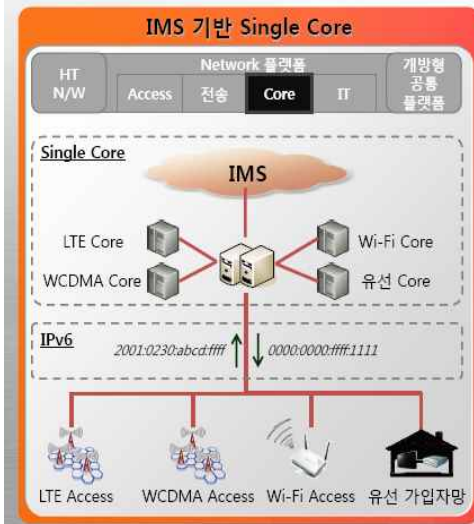 IMS 기반 Single Core
HT
N/W
Network 플랫폼
Access
전송
Core
IT
개방형
공통
플랫폼
Single Core
IMS
LTE Core
Wi-Fi Core
WCDMA Core
유선 Core
IPv6
2001:0230:abcd:ffff
0000:0000:ffff:1111
LTE Access
WCDMA Access
Wi-Fi Access
유선 가입자망